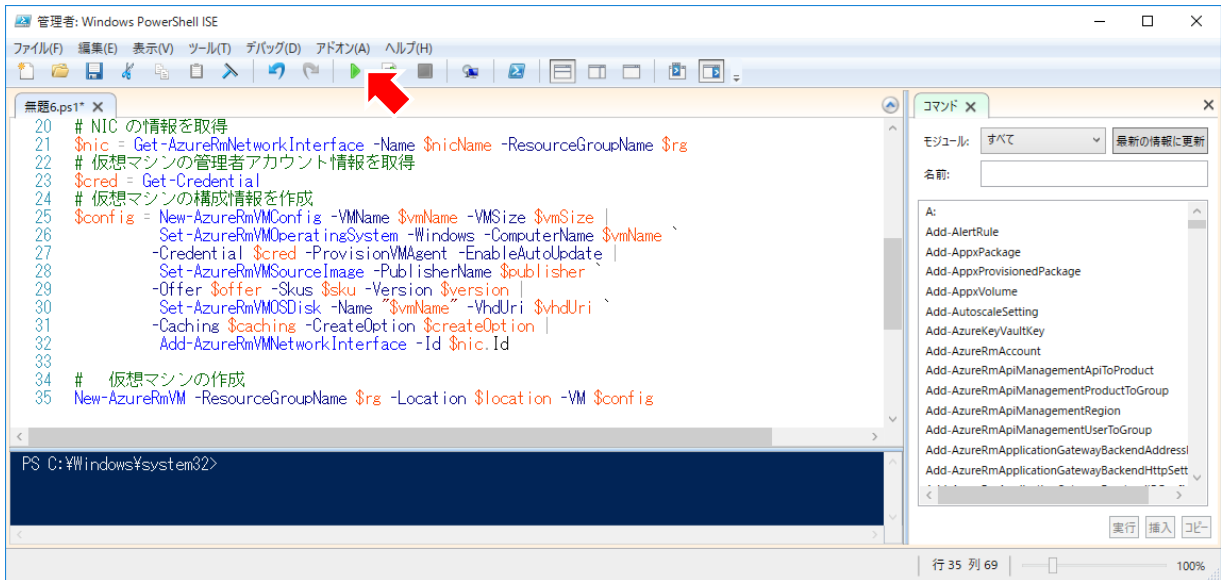 管理者: Windows PowerShell ISE
ファイル(F) 編集(E) 表示(V) ツール(T) デバッグ(D) アドオン(A) ヘルプ(H)
無題6.ps1* X
20 # NIC の情報を取得
21 $nic = Get-AzureRmNetworkInterface -Name $nicName -ResourceGroupName $rg
22 # 仮想マシンの管理者アカウント情報を取得
23 $cred = Get-Credential
24 # 仮想マシンの構成情報を作成
25 $config = New-AzureRmVMConfig -VMName $vmName -VMSize $vmSize |
26 Set-AzureRmVMOperatingSystem -Windows -ComputerName $vmName `
27 -Credential $cred -ProvisionVMAgent -EnableAutoUpdate |
28 Set-AzureRmVMSourceImage -PublisherName $publisher `
29 -Offer $offer -Skus $sku -Version $version |
30 Set-AzureRmVMOSDisk -Name "$vmName" -VhdUri $vhdUri `
31 -Caching $caching -CreateOption $createOption |
32 Add-AzureRmVMNetworkInterface -Id $nic.Id
33
34 # 仮想マシンの作成
35 New-AzureRmVM -ResourceGroupName $rg -Location $location -VM $config
PS C:¥Windows¥system32>
コマンド X
モジュール: すべて 最新の情報に更新
名前:
A:
Add-AlertRule
Add-AppxPackage
Add-AppxProvisionedPackage
Add-AppxVolume
Add-AutoscaleSetting
Add-AzureKeyVaultKey
Add-AzureRmAccount
Add-AzureRmApiManagementApiToProduct
Add-AzureRmApiManagementProductToGroup
Add-AzureRmApiManagementRegion
Add-AzureRmApiManagementUserToGroup
Add-AzureRmApplicationGatewayBackendAddressl
Add-AzureRmApplicationGatewayBackendHttpSett
実行 挿入 コピー
行 35 列 69 100%